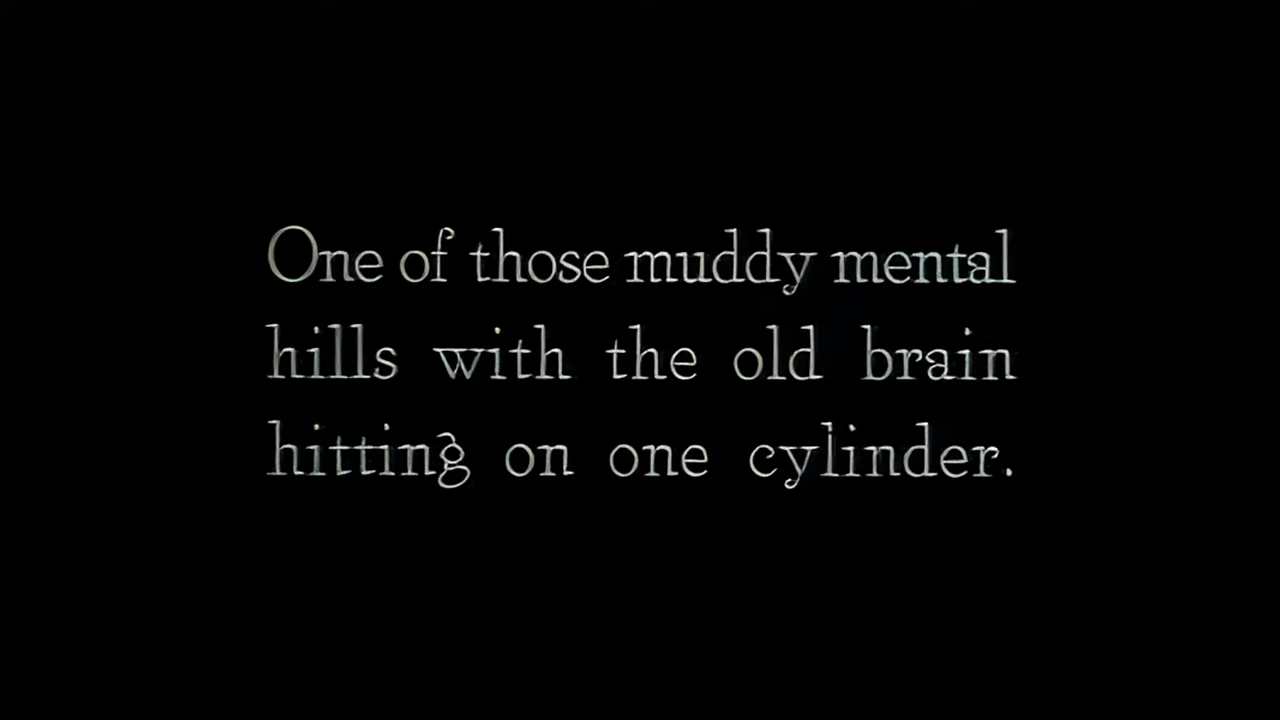 One of those muddy mental
hills with the old brain
hitting on one cylinder.